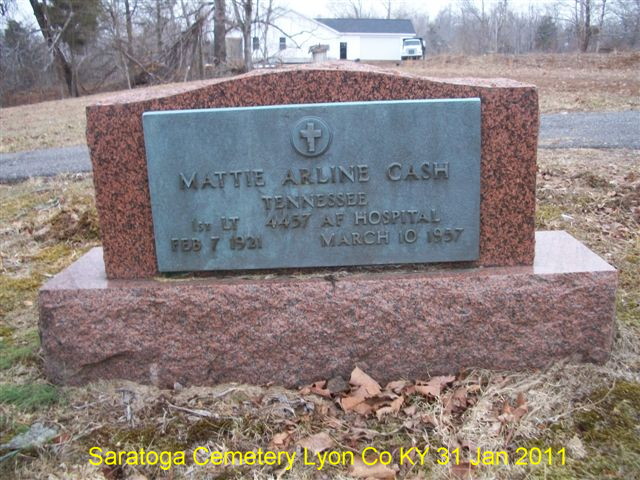 MATTIE ARLINE CASH
TENNESSEE
1ST LT 4457 AF HOSPITAL
FEB 7 1921 MARCH 10 1957
Saratoga Cemetery Lyon Co KY 31 Jan 2011